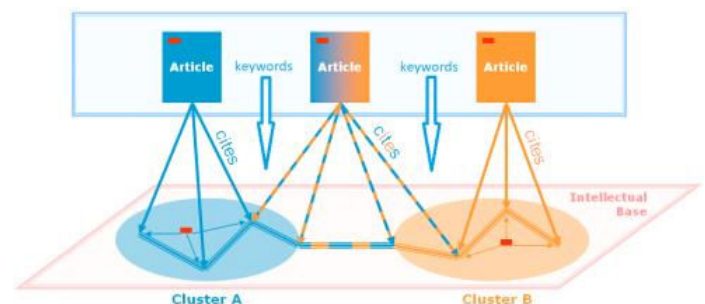 Article
keywords
Article
keywords
Article
cites
cites
cites
Intellectual
Base
Cluster A
Cluster B